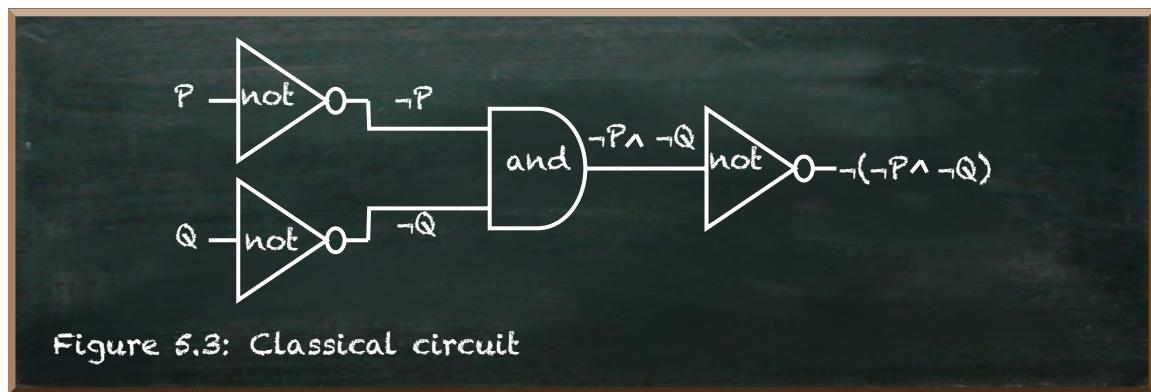 P
not
¬P
Q
not
¬Q
and
¬P∧ ¬Q
not
¬(¬P∧ ¬Q)
Figure 5.3: Classical circuit